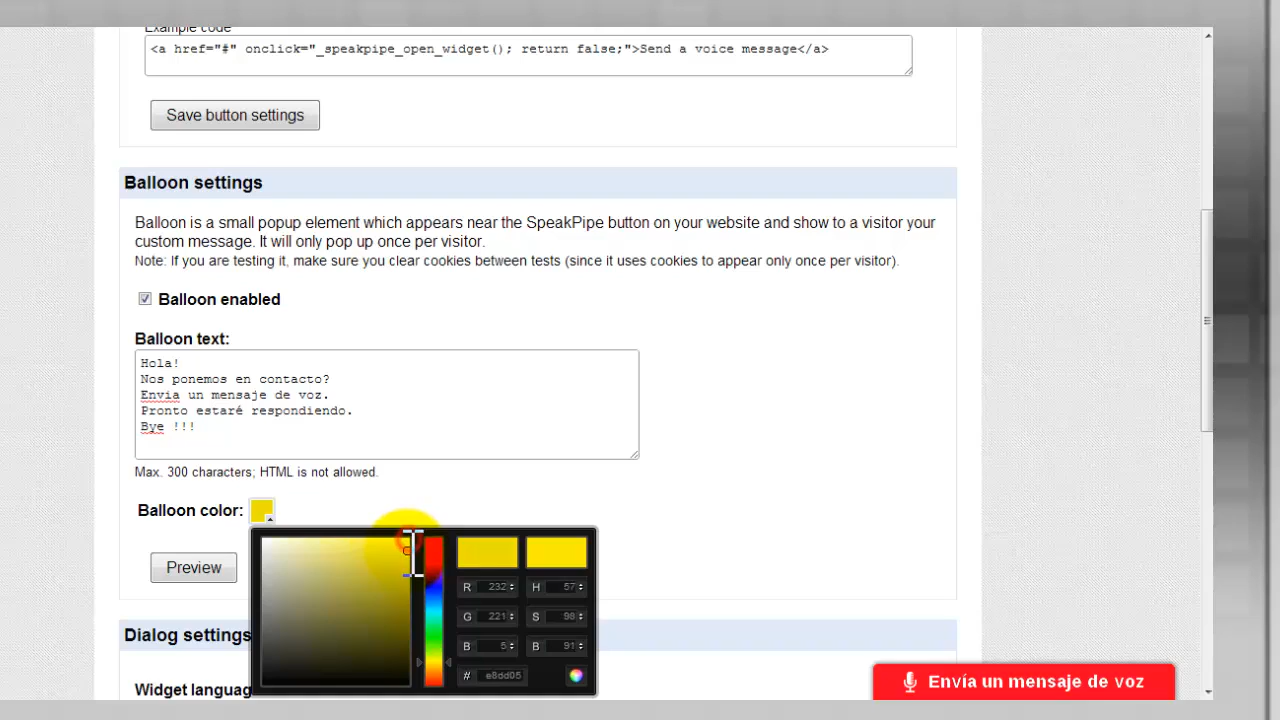 Example code
<a href="#" onclick="_speakpipe_open_widget(); return false;">Send a voice message</a>
Save button settings
Balloon settings
Balloon is a small popup element which appears near the SpeakPipe button on your website and show to a visitor your
custom message. It will only pop up once per visitor.
Note: If you are testing it, make sure you clear cookies between tests (since it uses cookies to appear only once per visitor).
Balloon enabled
Balloon text:
Hola!
Nos ponemos en contacto?
Envia un mensaje de voz.
Pronto estaré respondiendo.
Bye !!!
Max. 300 characters; HTML is not allowed.
Balloon color:
Preview
R 232 H 57
G 221 S 98
B 5 B 91
# e8dd05
Dialog settings
Widget languag
Envía un mensaje de voz